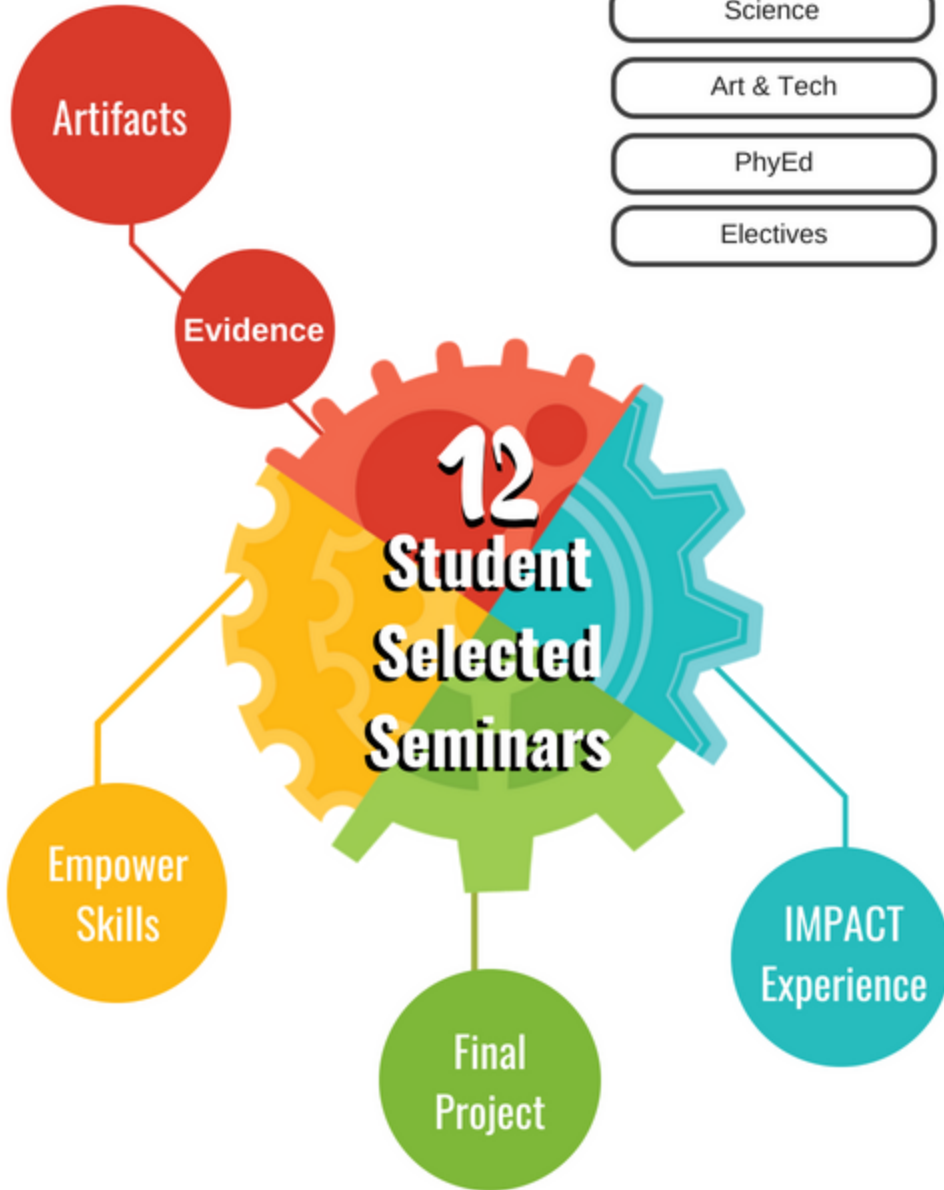 Science
Art & Tech
PhyEd
Electives
Artifacts
Evidence
12
Student
Selected
Seminars
Empower
Skills
IMPACT
Experience
Final
Project